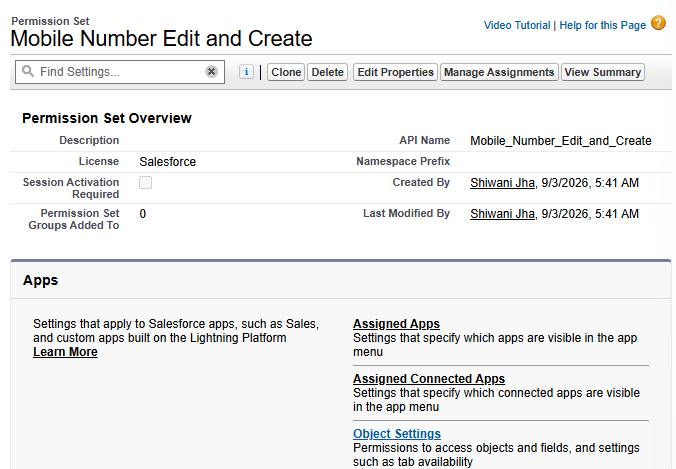 Permission Set
Mobile Number Edit and Create
Video Tutorial | Help for this Page ?
Find Settings... i | Clone Delete Edit Properties Manage Assignments View Summary
Permission Set Overview
Description API Name Mobile_Number_Edit_and_Create
License Salesforce Namespace Prefix
Session Activation Required Created By Shiwani Jha, 9/3/2026, 5:41 AM
Permission Set Groups Added To 0 Last Modified By Shiwani Jha, 9/3/2026, 5:41 AM
Apps
Settings that apply to Salesforce apps, such as Sales,
and custom apps built on the Lightning Platform
Learn More
Assigned Apps
Settings that specify which apps are visible in the app
menu
Assigned Connected Apps
Settings that specify which connected apps are visible
in the app menu
Object Settings
Permissions to access objects and fields, and settings
such as tab availability